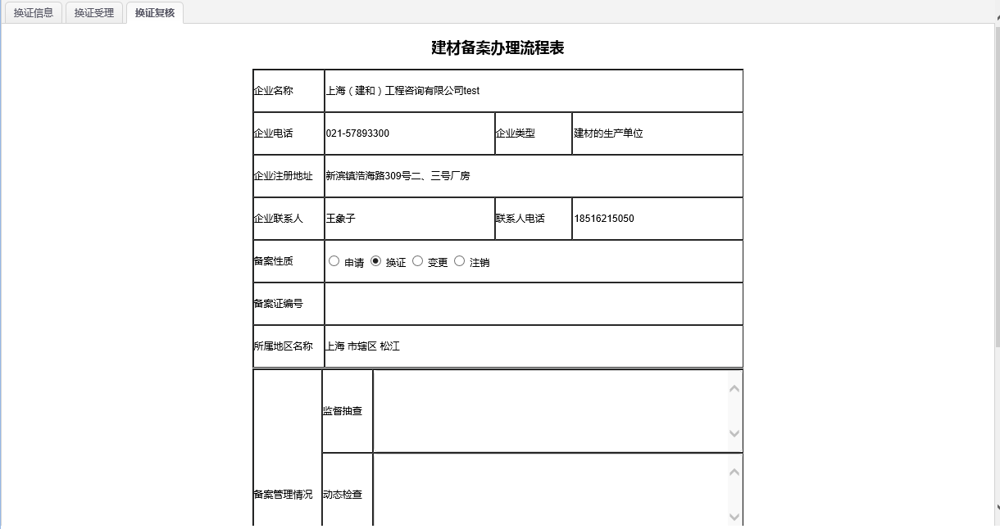 换证信息 换证受理 换证复核
建材备案办理流程表
企业名称 上海（建和）工程咨询有限公司test
企业电话 021-57893300 企业类型 建材的生产单位
企业注册地址 新滨镇浩海路309号二、三号厂房
企业联系人 王象子 联系人电话 18516215050
备案性质 申请 换证 变更 注销
备案证编号
所属地区名称 上海 市辖区 松江
监督抽查
备案管理情况 动态检查